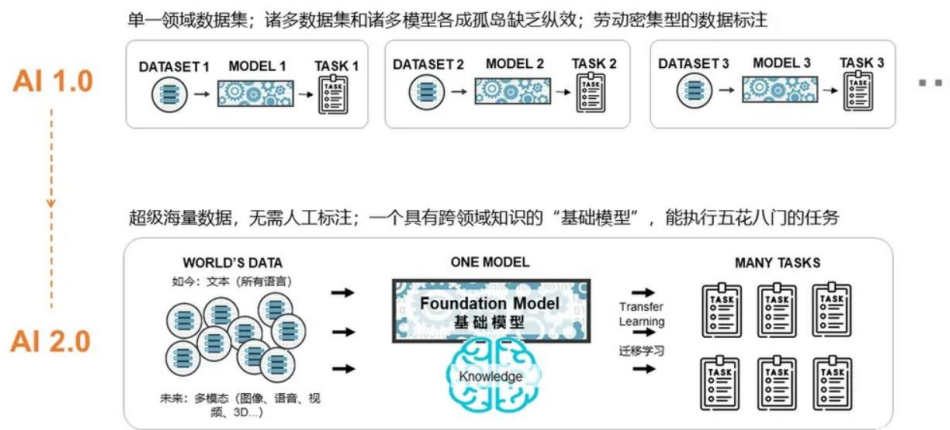 单一领域数据集；诸多数据集和诸多模型各成孤岛缺乏纵效；劳动密集型的数据标注
AI 1.0
DATASET 1 MODEL 1 TASK 1
TASK
DATASET 2 MODEL 2 TASK 2
TASK
DATASET 3 MODEL 3 TASK 3
TASK
超级海量数据，无需人工标注；一个具有跨领域知识的“基础模型”，能执行五花八门的任务
AI 2.0
WORLD'S DATA
如今：文本（所有语言）
未来：多模态（图像、语音、视
频、3D...）
ONE MODEL
Foundation Model
基础模型
Knowledge
Transfer
Learning
迁移学习
MANY TASKS
TASK TASK TASK
TASK TASK TASK